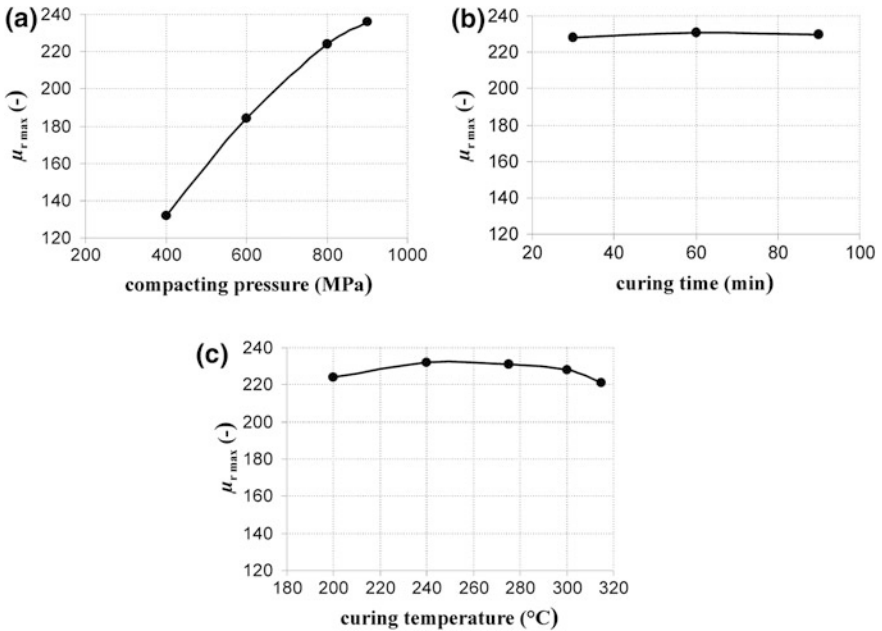 (a)
240
220
200
180
160
140
120
μr max (-)
200 400 600 800 1000
compacting pressure (MPa)
(b)
240
220
200
180
160
140
120
μr max (-)
20 40 60 80 100
curing time (min)
(c)
240
220
200
180
160
140
120
μr max (-)
180 200 220 240 260 280 300 320
curing temperature (°C)